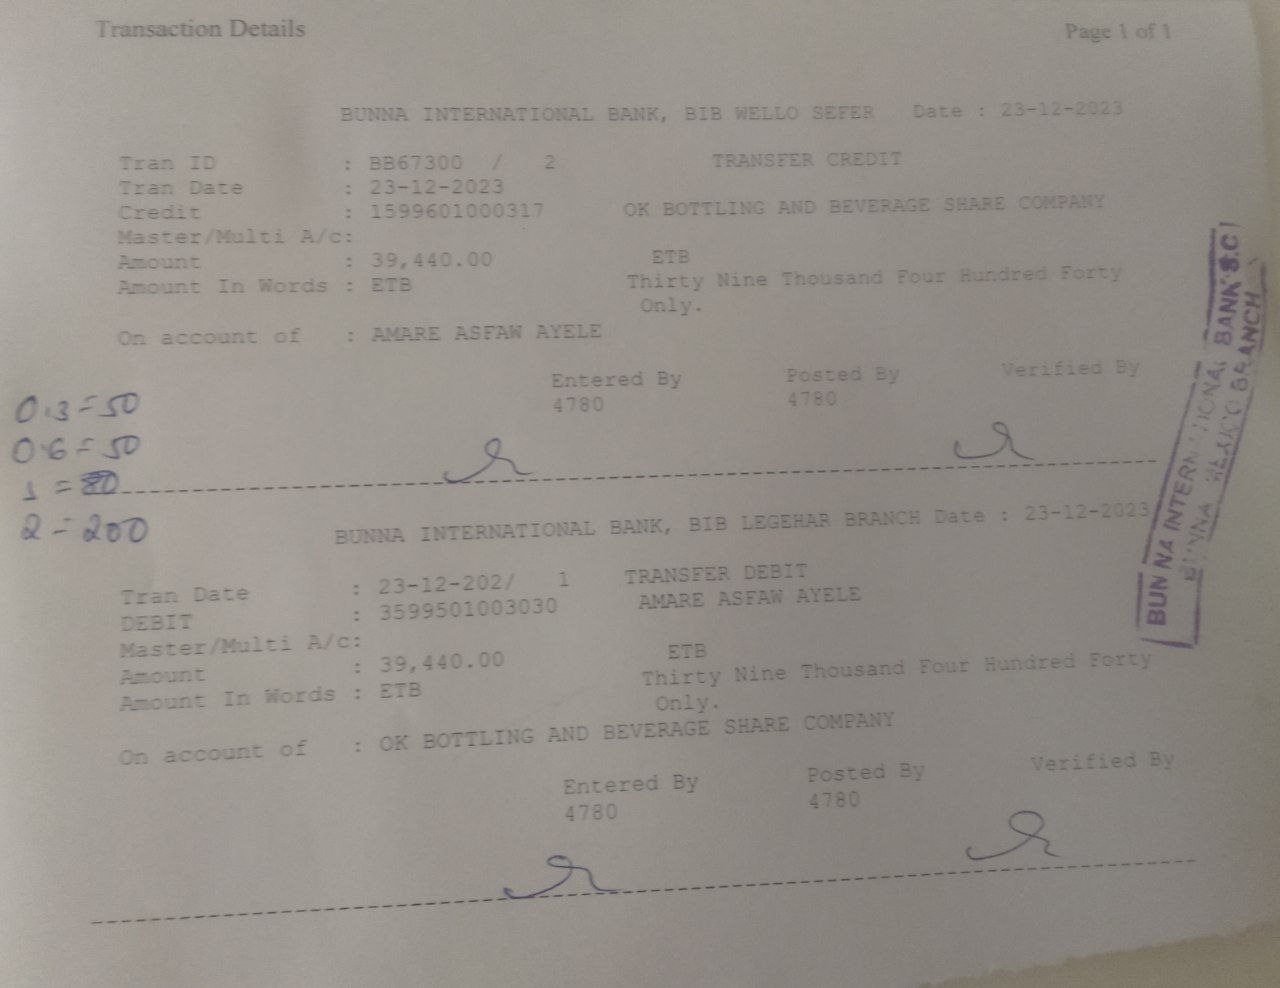 Transaction Details Page 1 of 1
BUNNA INTERNATIONAL BANK, BIB WELLO SEFER Date : 23-12-2023
Tran ID : BB67300 / 2 TRANSFER CREDIT
Tran Date : 23-12-2023
Credit : 1599601000317 OK BOTTLING AND BEVERAGE SHARE COMPANY
Master/Multi A/c:
Amount : 39,440.00 ETB
Amount In Words : ETB Thirty Nine Thousand Four Hundred Forty
Only.
On account of : AMARE ASFAW AYELE
Entered By Posted By Verified By
4780 4780
0.3 = 50
0.6 = 50
1 = 80
2 = 200
BUNNA INTERNATIONAL BANK, BIB LEGEHAR BRANCH Date : 23-12-2023
Tran Date : 23-12-202/ 1 TRANSFER DEBIT
DEBIT : 3599501003030 AMARE ASFAW AYELE
Master/Multi A/c:
Amount : 39,440.00 ETB
Amount In Words : ETB Thirty Nine Thousand Four Hundred Forty
Only.
On account of : OK BOTTLING AND BEVERAGE SHARE COMPANY
Entered By Posted By Verified By
4780 4780
BUNNA INTERNATIONAL BANK S.C
BUNNA BRANCH